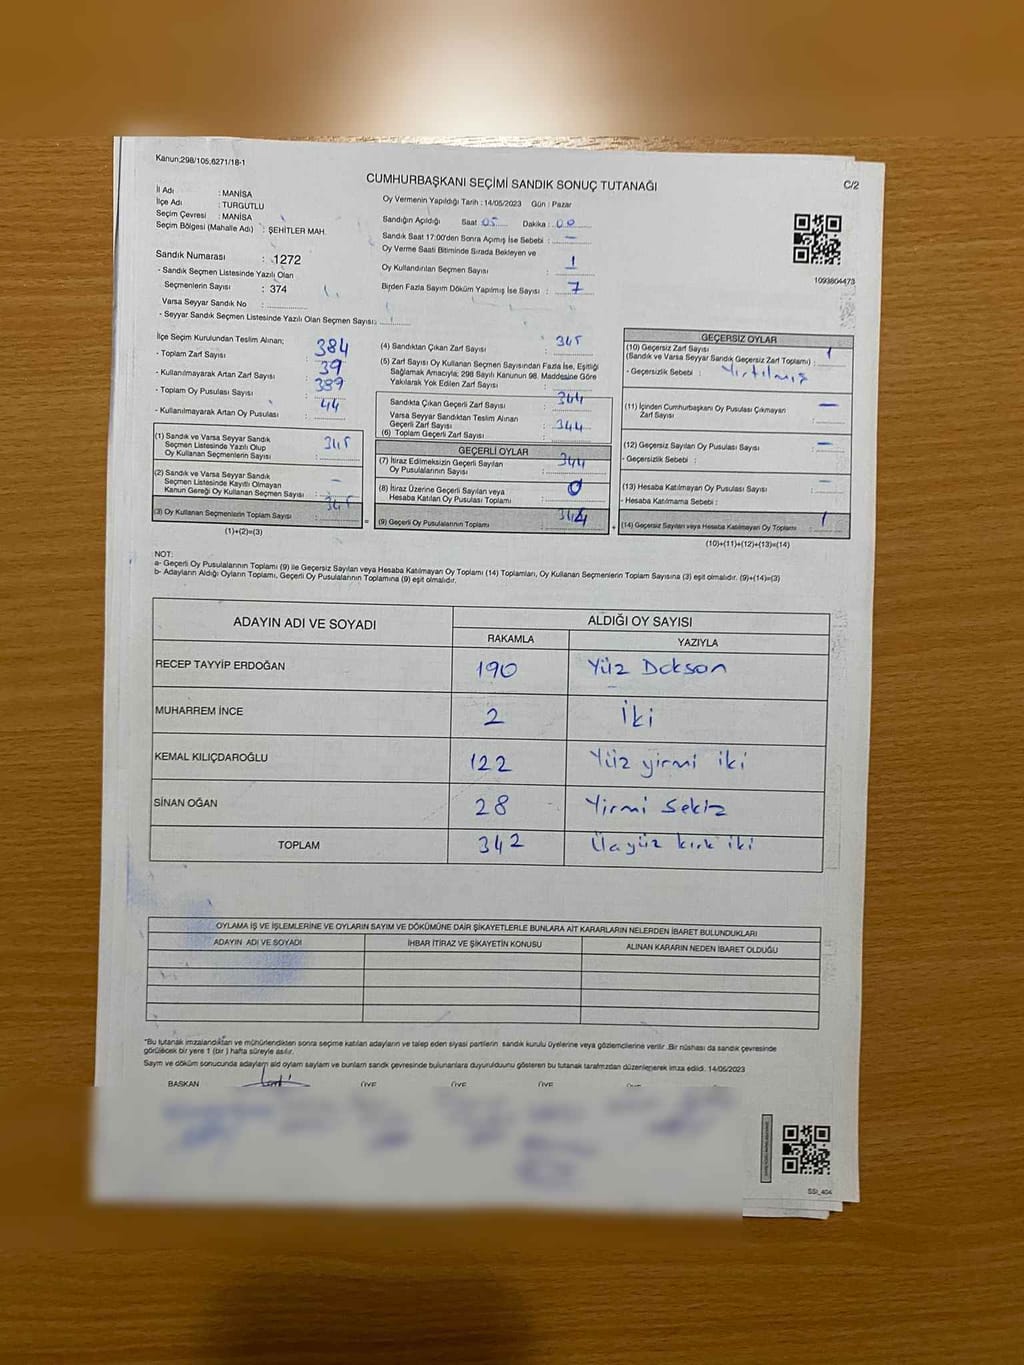 Kanun;298/105,6271/18-1
CUMHURBAŞKANI SEÇİMİ SANDIK SONUÇ TUTANAĞI
C/2
İl Adı : MANİSA
İlçe Adı : TURGUTLU
Seçim Çevresi : MANİSA
Seçim Bölgesi (Mahalle Adı) : ŞEHİTLER MAH.
Sandık Numarası : 1272
- Sandık Seçmen Listesinde Yazılı Olan
Seçmenlerin Sayısı : 374
Varsa Seyyar Sandık No :
- Seyyar Sandık Seçmen Listesinde Yazılı Olan Seçmen Sayısı:
Oy Vermenin Yapıldığı Tarih : 14/05/2023 Gün : Pazar
Sandığın Açıldığı Saat 05 Dakika : 00
Sandık Saat 17:00'den Sonra Açımış İse Sebebi : —
Oy Verme Saati Bitiminde Sırada Bekleyen ve
Oy Kullandırılan Seçmen Sayısı : 1
Birden Fazla Sayım Döküm Yapılmış İse Sayısı : 7
1093804473
İlçe Seçim Kurulundan Teslim Alınan;
- Toplam Zarf Sayısı : 384
- Kullanılmayarak Artan Zarf Sayısı : 39
- Toplam Oy Pusulası Sayısı : 389
- Kullanılmayarak Artan Oy Pusulası : 44
(1) Sandık ve Varsa Seyyar Sandık
Seçmen Listesinde Yazılı Olup
Oy Kullanan Seçmenlerin Sayısı : 345
(2) Sandık ve Varsa Seyyar Sandık
Seçmen Listesinde Kayıtlı Olmayan
Kanun Gereği Oy Kullanan Seçmen Sayısı : —
(3) Oy Kullanan Seçmenlerin Toplam Sayısı : 345
(1)+(2)=(3)
(4) Sandıktan Çıkan Zarf Sayısı : 345
(5) Zarf Sayısı Oy Kullanan Seçmen Sayısından Fazla İse, Eşitliği
Sağlamak Amacıyla; 298 Sayılı Kanunun 98. Maddesine Göre
Yakılarak Yok Edilen Zarf Sayısı :
Sandıkta Çıkan Geçerli Zarf Sayısı : 344
Varsa Seyyar Sandıktan Teslim Alınan
Geçerli Zarf Sayısı : 344
(6) Toplam Geçerli Zarf Sayısı :
GEÇERLİ OYLAR
(7) İtiraz Edilmeksizin Geçerli Sayılan
Oy Pusulalarının Sayısı : 344
(8) İtiraz Üzerine Geçerli Sayılan veya
Hesaba Katılan Oy Pusulası Toplamı : 0
=
(9) Geçerli Oy Pusulalarının Toplamı : 344
+
GEÇERSİZ OYLAR
(10) Geçersiz Zarf Sayısı
(Sandık ve Varsa Seyyar Sandık Geçersiz Zarf Toplamı) : 1
- Geçersizlik Sebebi : Yırtılmış
(11) İçinden Cumhurbaşkanı Oy Pusulası Çıkmayan
Zarf Sayısı : —
(12) Geçersiz Sayılan Oy Pusulası Sayısı : —
- Geçersizlik Sebebi :
(13) Hesaba Katılmayan Oy Pusulası Sayısı : —
- Hesaba Katılmama Sebebi :
(14) Geçersiz Sayılan veya Hesaba Katılmayan Oy Toplamı : 1
(10)+(11)+(12)+(13)=(14)
NOT:
a- Geçerli Oy Pusulalarının Toplamı (9) ile Geçersiz Sayılan veya Hesaba Katılmayan Oy Toplamı (14) Toplamları, Oy Kullanan Seçmenlerin Toplam Sayısına (3) eşit olmalıdır. (9)+(14)=(3)
b- Adayların Aldığı Oyların Toplamı, Geçerli Oy Pusulalarının Toplamına (9) eşit olmalıdır.
ADAYIN ADI VE SOYADI ALDIĞI OY SAYISI
RAKAMLA YAZIYLA
RECEP TAYYİP ERDOĞAN 190 Yüz Doksan
MUHARREM İNCE 2 İki
KEMAL KILIÇDAROĞLU 122 Yüz yirmi iki
SİNAN OĞAN 28 Yirmi Sekiz
TOPLAM 342 Üçyüz kırk iki
OYLAMA İŞ VE İŞLEMLERİNE VE OYLARIN SAYIM VE DÖKÜMÜNE DAİR ŞİKAYETLERLE BUNLARA AİT KARARLARIN NELERDEN İBARET BULUNDUKLARI
ADAYIN ADI VE SOYADI İHBAR İTİRAZ VE ŞİKAYETİN KONUSU ALINAN KARARIN NEDEN İBARET OLDUĞU
*Bu tutanak imzalandıktan ve mühürlendikten sonra seçime katılan adayların ve talep eden siyasi partilerin sandık kurulu üyelerine veya gözlemcilerine verilir .Bir nüshası da sandık çevresinde
görülecek bir yere 1 (bir ) hafta süreyle asılır.
Sayım ve döküm sonucunda adayların aldığı oyların sayısı ve bunların sandık çevresinde bulunanlara duyurulduğunu gösteren bu tutanak tarafımızdan düzenlenerek imza edildi. 14/05/2023
BAŞKAN ÜYE ÜYE ÜYE ÜYE
SSI_404